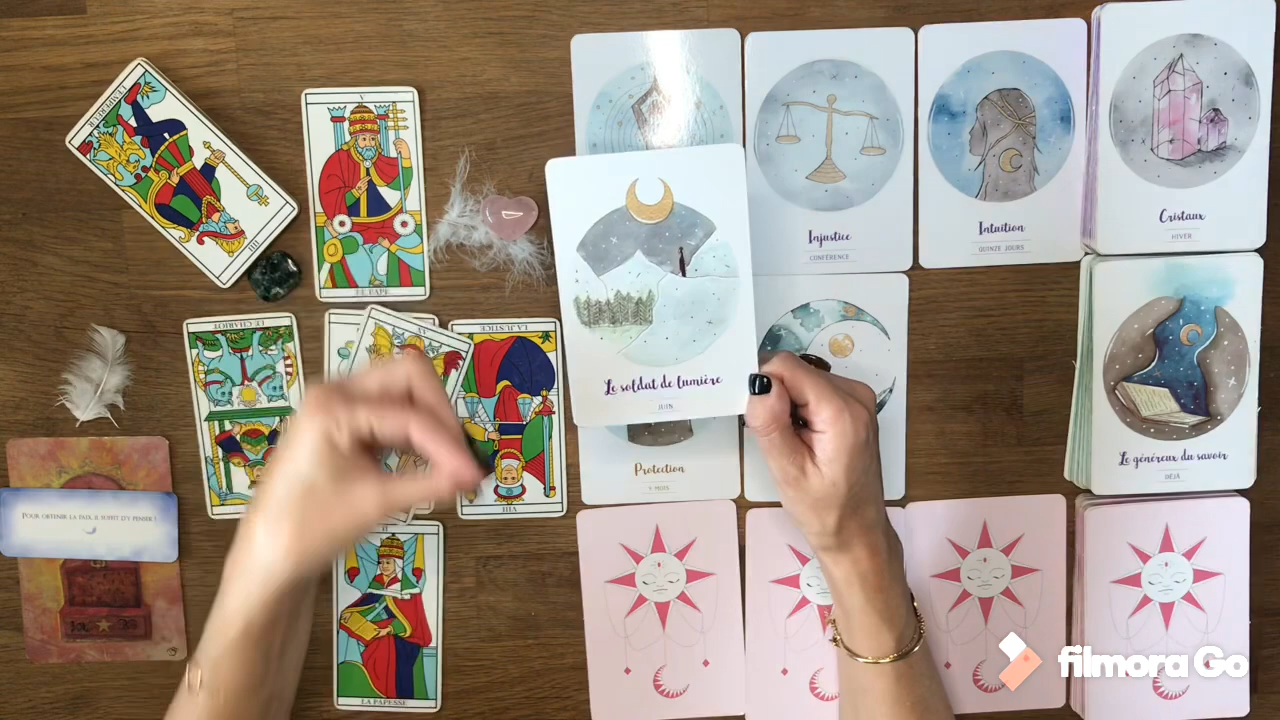 L'EMPEREUR
IIII
V
LE PAPE
LE CHARIOT
LA JUSTICE
VIII
II
LA PAPESSE
POUR OBTENIR LA PAIX, IL SUFFIT D'Y PENSER !
Injustice
CONFÉRENCE
Intuition
QUINZE JOURS
Cristaux
HIVER
Le soldat de lumière
JUIN
Protection
Le généreux du savoir
DÉJÀ
filmora Go